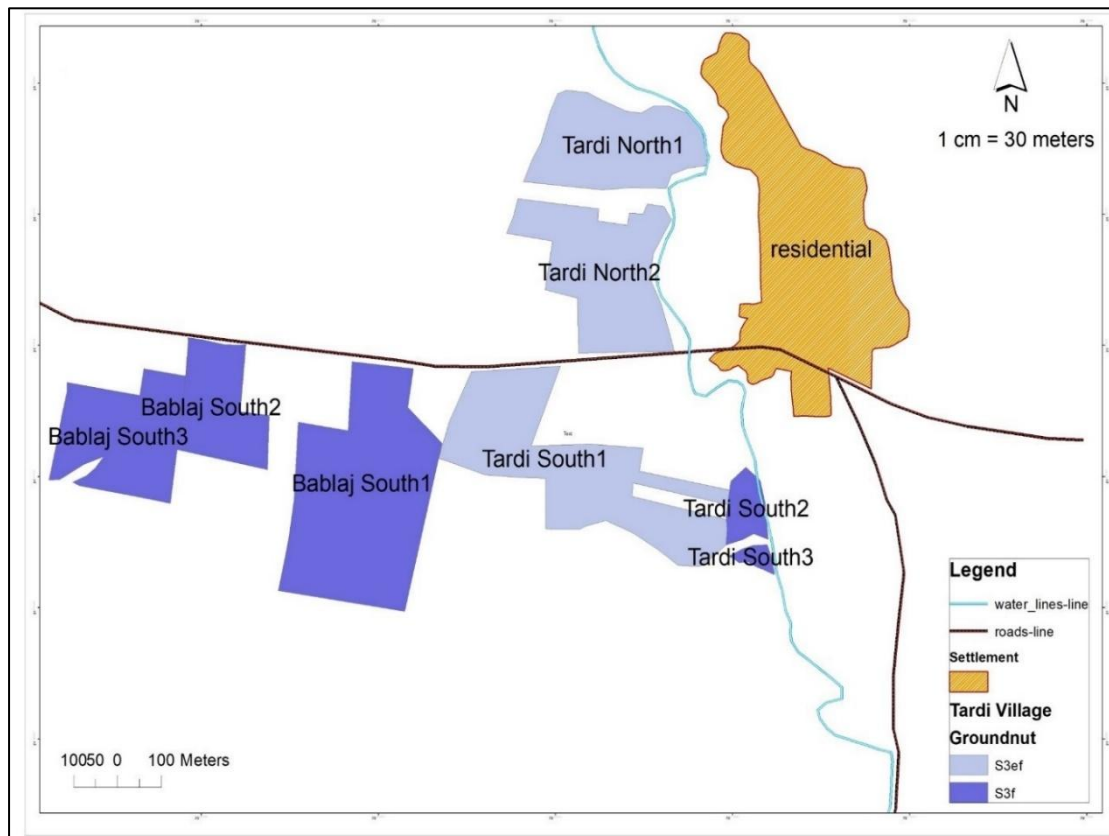 N
1 cm = 30 meters
Tardi North1
residential
Tardi North2
Bablaj South2
Bablaj South3
Tardi South1
Bablaj South1
Tardi South2
Tardi South3
Legend
water_lines-line
roads-line
Settlement
Tardi Village
Groundnut
S3ef
S3f
10050 0 100 Meters